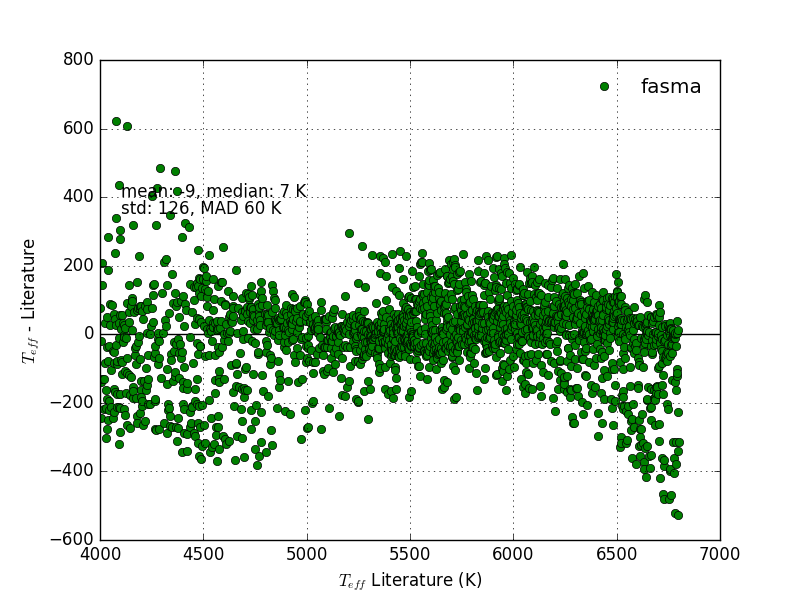 800
600
400
200
0
−200
−400
−600
4000 4500 5000 5500 6000 6500 7000
fasma
mean: -9, median: 7 K
std: 126, MAD 60 K
T_eff - Literature
T_eff Literature (K)